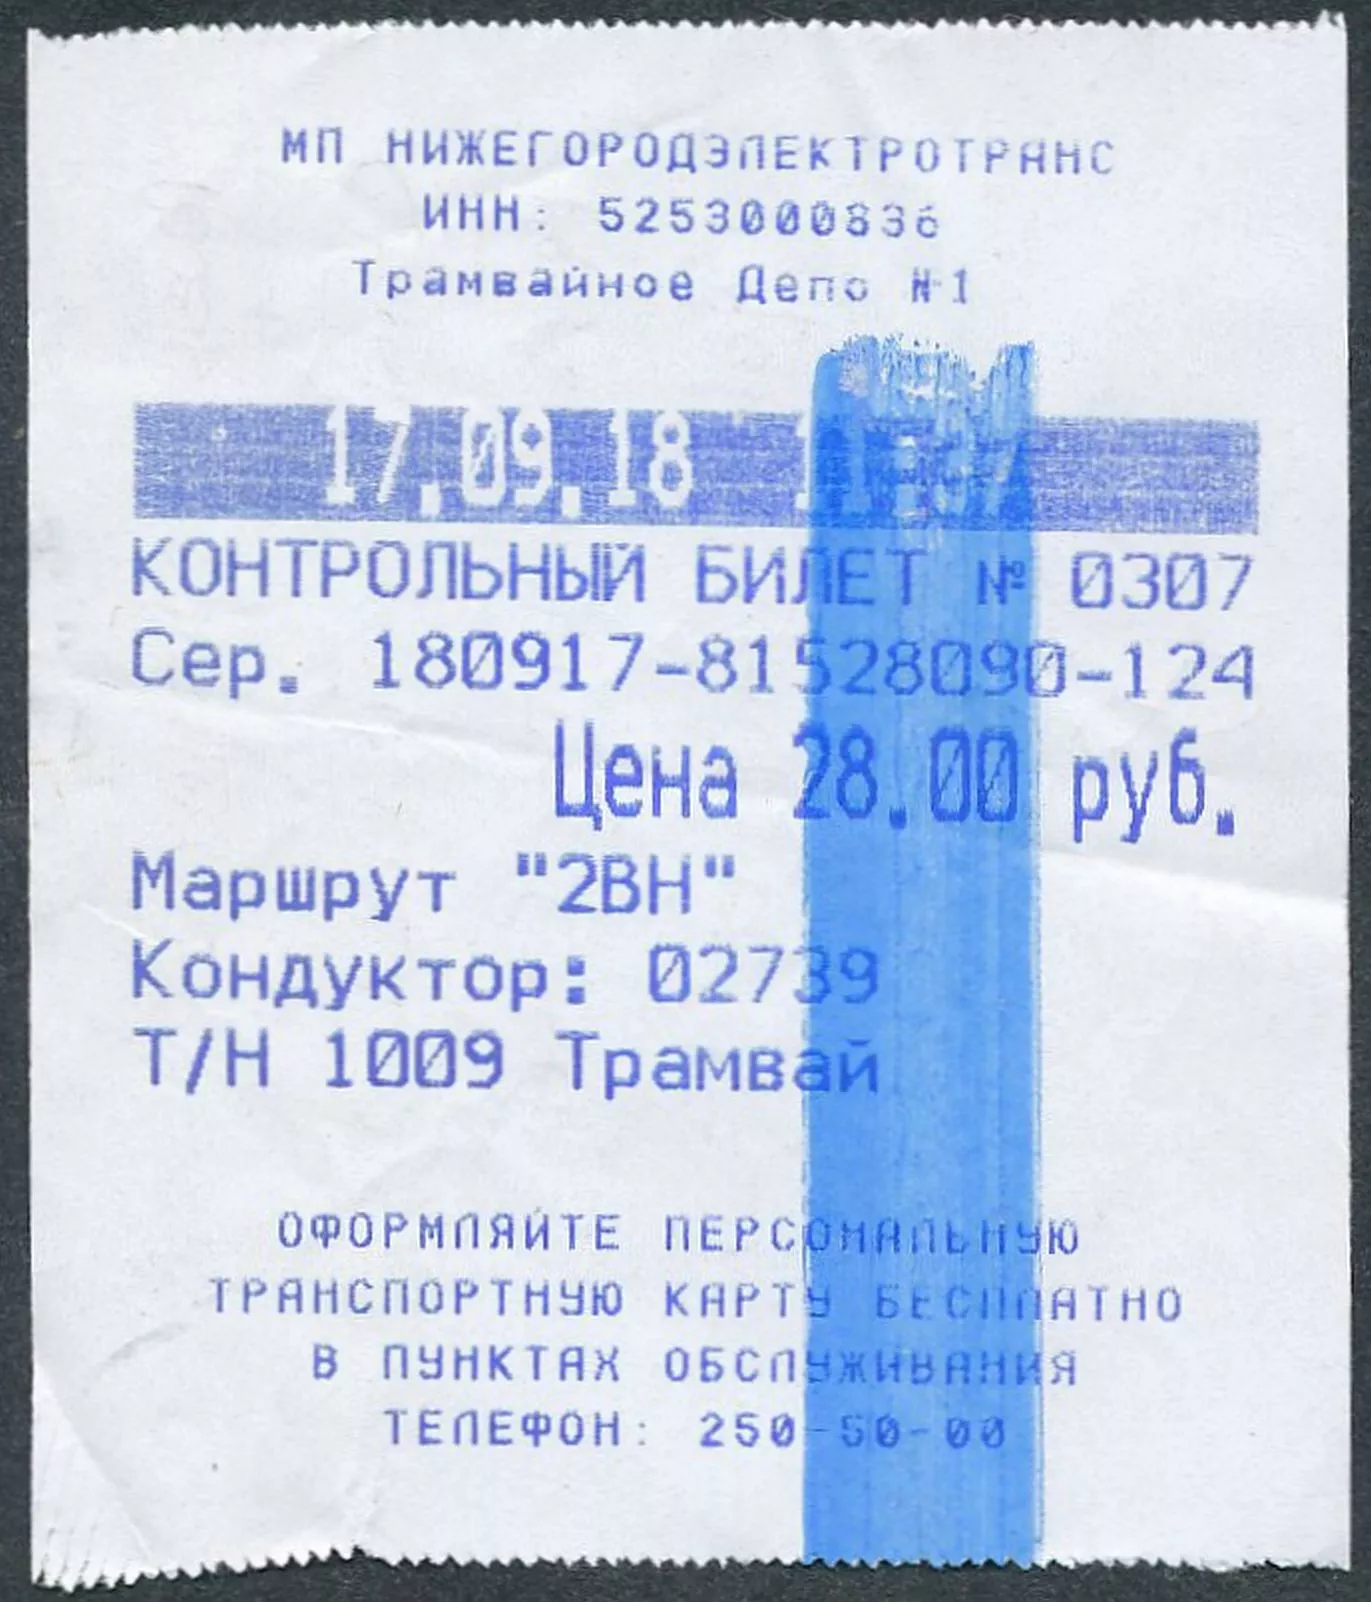 МП НИЖЕГОРОДЭЛЕКТРОТРАНС
ИНН: 5253000836
Трамвайное Депо №1
17.09.18 11:37
КОНТРОЛЬНЫЙ БИЛЕТ № 0307
Сер. 180917-81528090-124
Цена 28.00 руб.
Маршрут "2ВН"
Кондуктор: 02739
Т/Н 1009 Трамвай
ОФОРМЛЯЙТЕ ПЕРСОНАЛЬНУЮ
ТРАНСПОРТНУЮ КАРТУ БЕСПЛАТНО
В ПУНКТАХ ОБСЛУЖИВАНИЯ
ТЕЛЕФОН: 250-50-00